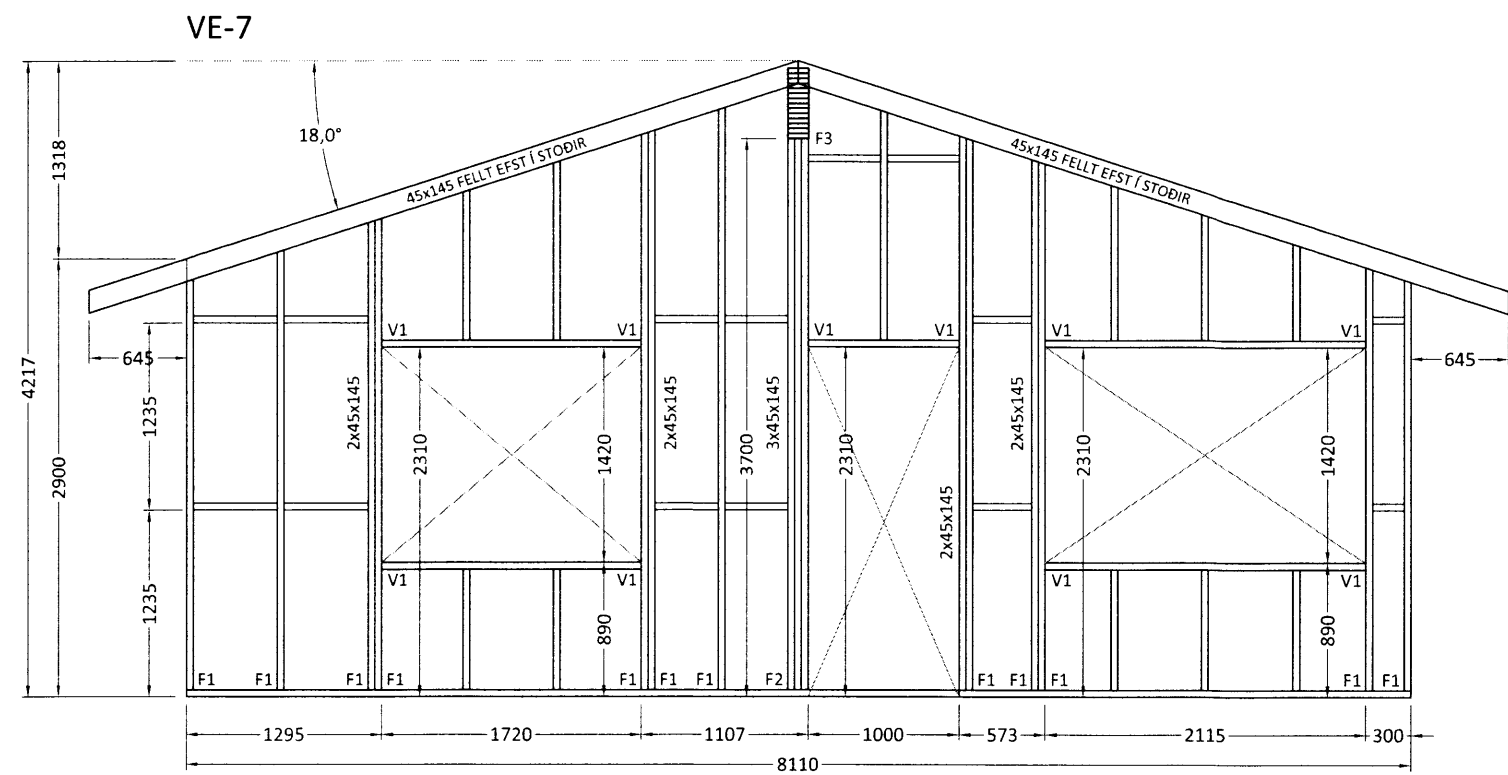 VE-7
18,0°
45x145 FELLT EFST Í STOÐIR
45x145 FELLT EFST Í STOÐIR
F3
1318
4217
2900
645
645
1235
1235
V1
V1
V1
V1
V1
V1
2x45x145
2310
1420
2x45x145
3x45x145
3700
2310
2x45x145
2x45x145
2310
1420
V1
V1
V1
V1
890
890
F1
F1
F1
F1
F1
F1
F1
F2
F1
F1
F1
F1
F1
1295
1720
1107
1000
573
2115
300
8110